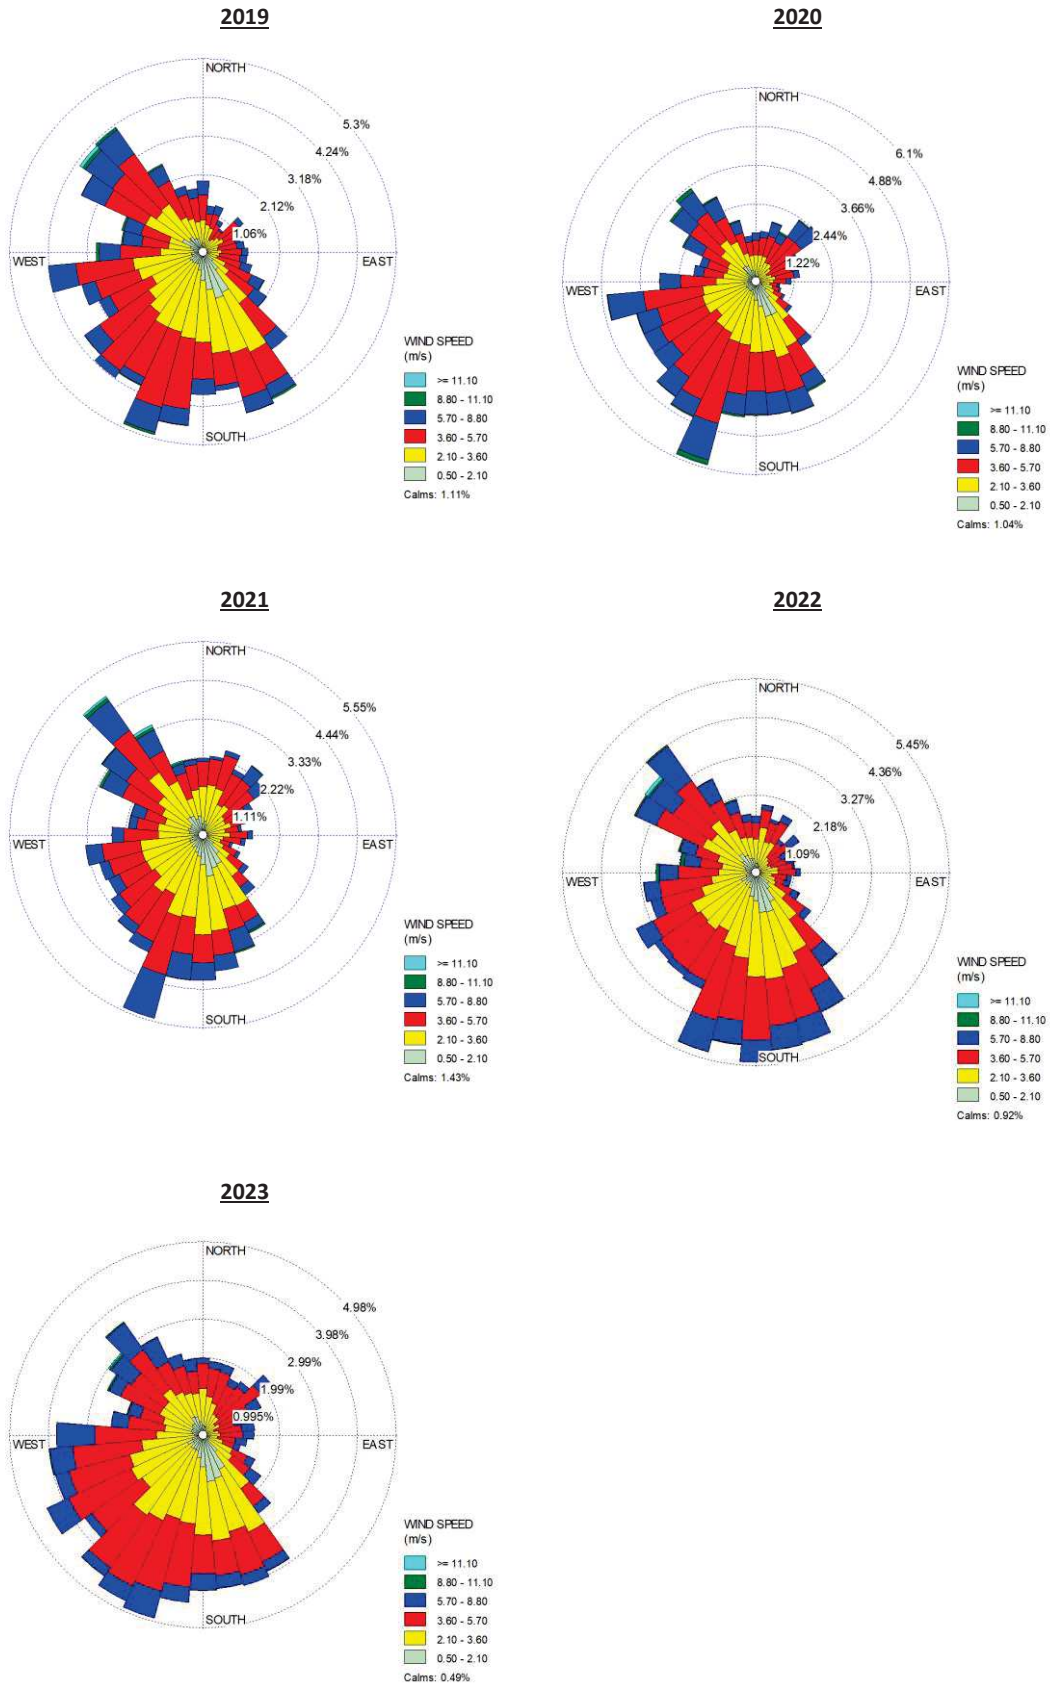 2019
NORTH
5.3%
4.24%
3.18%
2.12%
1.06%
WEST
EAST
SOUTH
WIND SPEED
(m/s)
>= 11.10
8.80 - 11.10
5.70 - 8.80
3.60 - 5.70
2.10 - 3.60
0.50 - 2.10
Calms: 1.11%
2020
NORTH
6.1%
4.88%
3.66%
2.44%
1.22%
WEST
EAST
SOUTH
WIND SPEED
(m/s)
>= 11.10
8.80 - 11.10
5.70 - 8.80
3.60 - 5.70
2.10 - 3.60
0.50 - 2.10
Calms: 1.04%
2021
NORTH
5.55%
4.44%
3.33%
2.22%
1.11%
WEST
EAST
SOUTH
WIND SPEED
(m/s)
>= 11.10
8.80 - 11.10
5.70 - 8.80
3.60 - 5.70
2.10 - 3.60
0.50 - 2.10
Calms: 1.43%
2022
NORTH
5.45%
4.36%
3.27%
2.18%
1.09%
WEST
EAST
SOUTH
WIND SPEED
(m/s)
>= 11.10
8.80 - 11.10
5.70 - 8.80
3.60 - 5.70
2.10 - 3.60
0.50 - 2.10
Calms: 0.92%
2023
NORTH
4.98%
3.98%
2.99%
1.99%
0.995%
WEST
EAST
SOUTH
WIND SPEED
(m/s)
>= 11.10
8.80 - 11.10
5.70 - 8.80
3.60 - 5.70
2.10 - 3.60
0.50 - 2.10
Calms: 0.49%